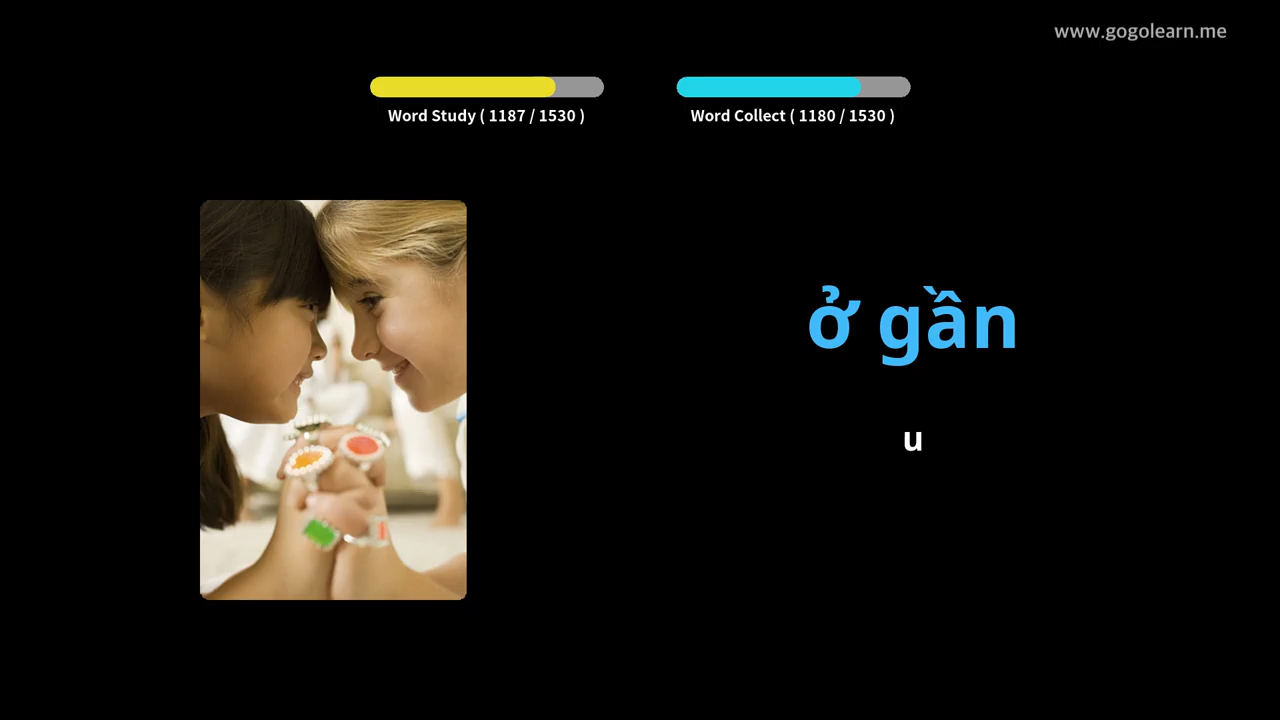 www.gogolearn.me
Word Study ( 1187 / 1530 )
Word Collect ( 1180 / 1530 )
ở gần
u